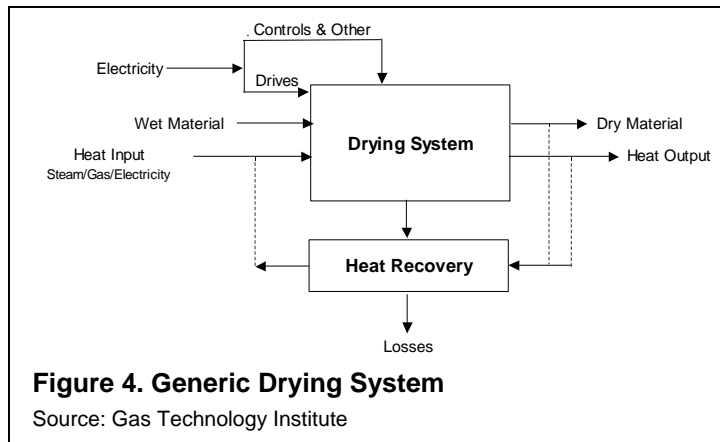 Controls & Other
Electricity
Drives
Wet Material
Drying System
Dry Material
Heat Input
Heat Output
Steam/Gas/Electricity
Heat Recovery
Losses
Figure 4. Generic Drying System
Source: Gas Technology Institute